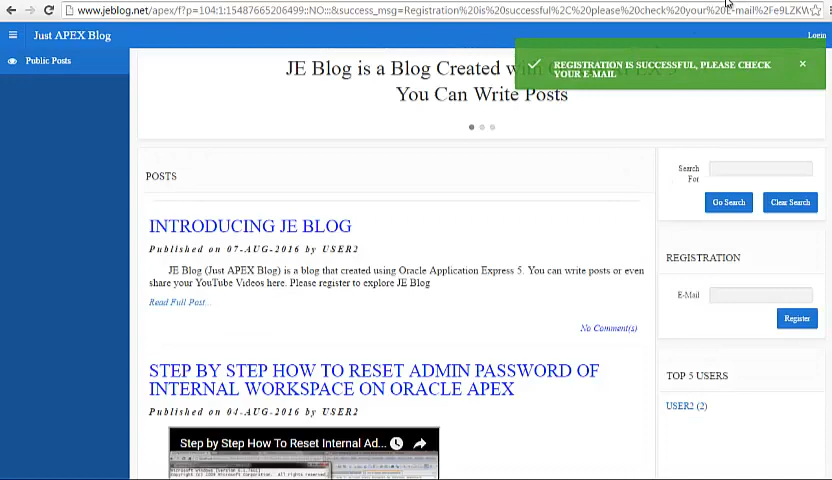 www.jeblog.net/apex/f?p=104:1:15487665206499::NO:::&success_msg=Registration%20is%20successful%2C%20please%20check%20your%20E-mail%2F
Just APEX Blog
Login
Public Posts
JE Blog is a Blog Created with
You Can Write Posts
REGISTRATION IS SUCCESSFUL, PLEASE CHECK
YOUR E-MAIL
POSTS
Search
For
Go Search
Clear Search
INTRODUCING JE BLOG
Published on 07-AUG-2016 by USER2
JE Blog (Just APEX Blog) is a blog that created using Oracle Application Express 5. You can write posts or even
share your YouTube Videos here. Please register to explore JE Blog
Read Full Post...
No Comment(s)
REGISTRATION
E-Mail
Register
STEP BY STEP HOW TO RESET ADMIN PASSWORD OF
INTERNAL WORKSPACE ON ORACLE APEX
Published on 04-AUG-2016 by USER2
TOP 5 USERS
USER2 (2)
Step by Step How To Reset Internal Ad...